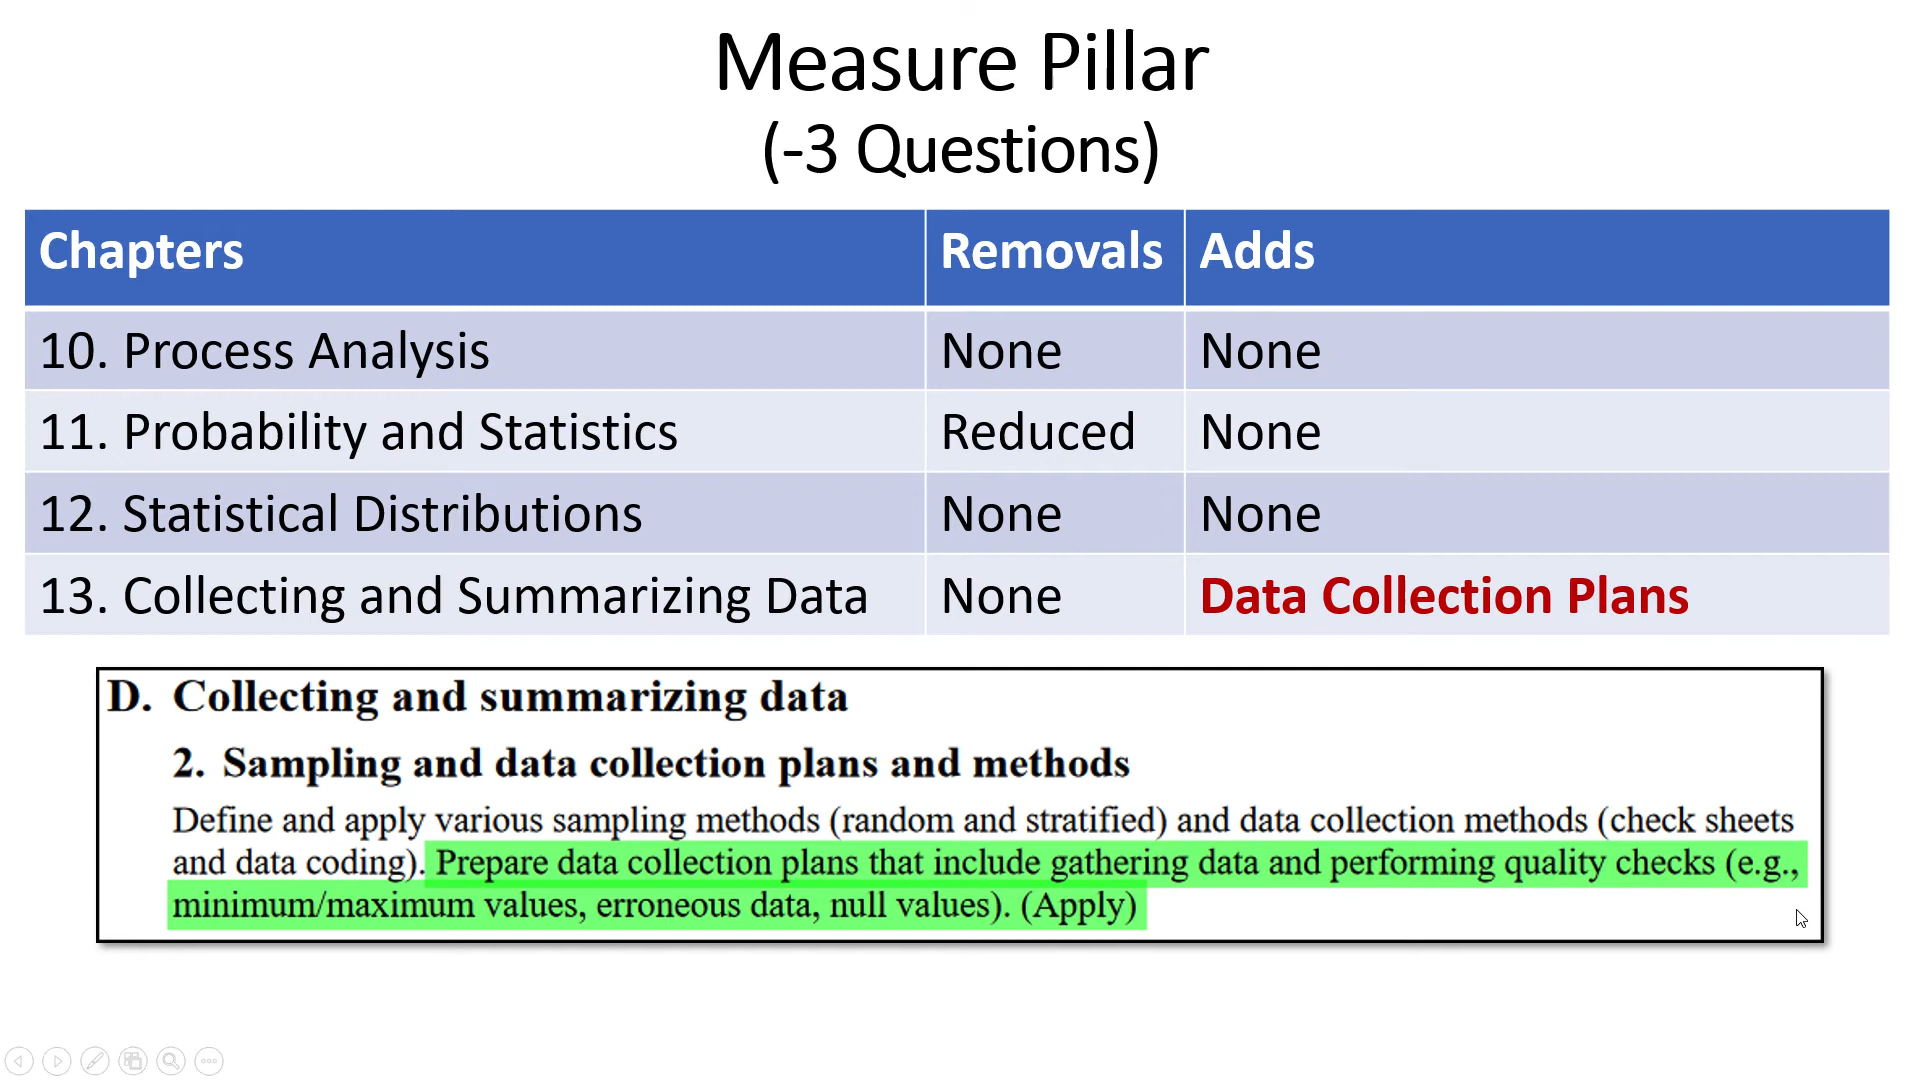 Measure Pillar
(-3 Questions)
Chapters Removals Adds
10. Process Analysis None None
11. Probability and Statistics Reduced None
12. Statistical Distributions None None
13. Collecting and Summarizing Data None Data Collection Plans
D. Collecting and summarizing data
2. Sampling and data collection plans and methods
Define and apply various sampling methods (random and stratified) and data collection methods (check sheets
and data coding). Prepare data collection plans that include gathering data and performing quality checks (e.g.,
minimum/maximum values, erroneous data, null values). (Apply)